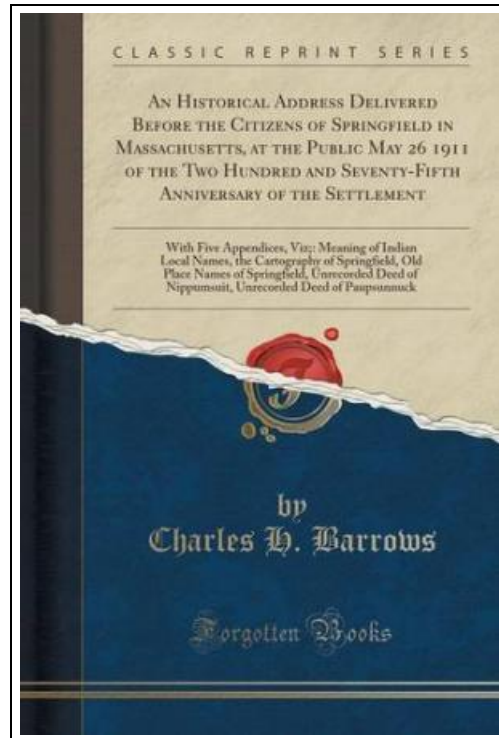 CLASSIC REPRINT SERIES
AN HISTORICAL ADDRESS DELIVERED
BEFORE THE CITIZENS OF SPRINGFIELD IN
MASSACHUSETTS, AT THE PUBLIC MAY 26 1911
OF THE TWO HUNDRED AND SEVENTY-FIFTH
ANNIVERSARY OF THE SETTLEMENT
With Five Appendices, Viz;: Meaning of Indian
Local Names, the Cartography of Springfield, Old
Place Names of Springfield, Unrecorded Deed of
Nippumsuit, Unrecorded Deed of Paupsunnuck
by
Charles H. Barrows
Forgotten Books